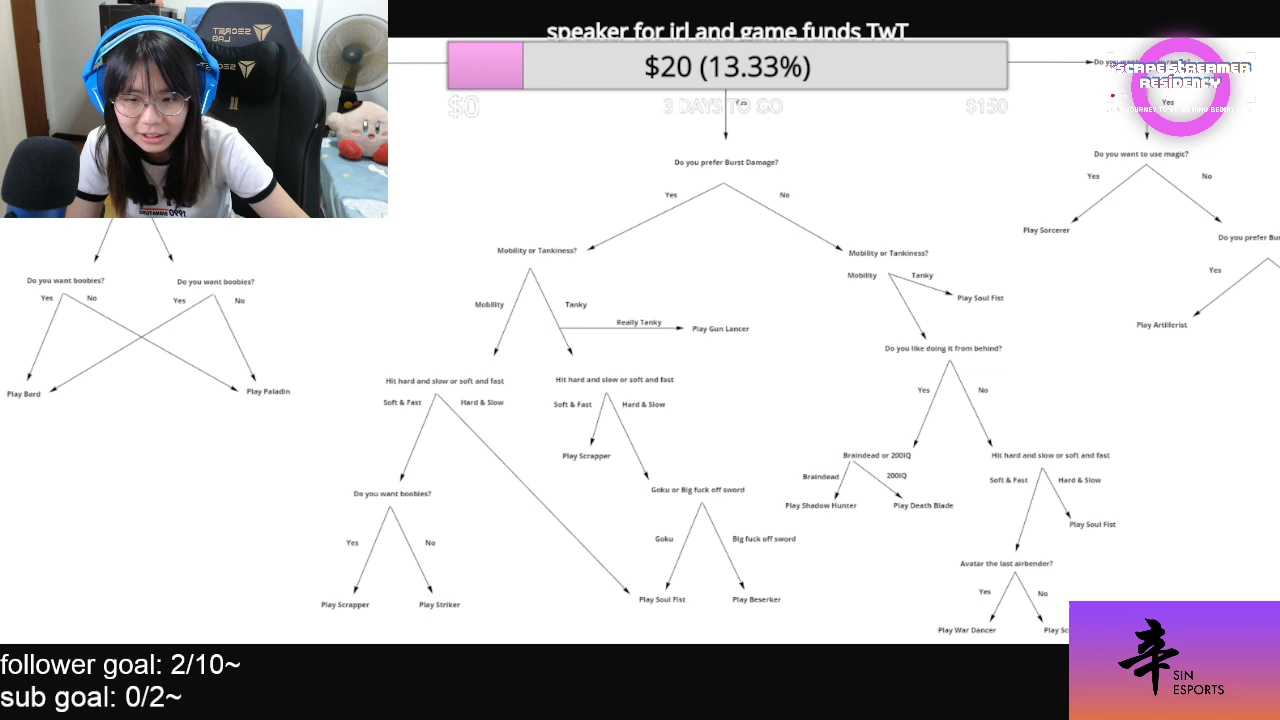 speaker for irl and game funds TwT
$20 (13.33%)
$0
3 DAYS TO GO
$150
SECRET LAB
SCAPE STREAMER
RESIDENCY
Yes
Yes
Do you prefer Burst Damage?
Yes
No
Do you want to use magic?
Yes
No
Play Sorcerer
Mobility or Tankiness?
Mobility or Tankiness?
Mobility
Tanky
Play Soul Fist
Yes
Play Artillerist
Do you want boobies?
Do you want boobies?
Yes
No
Yes
No
Mobility
Tanky
Really Tanky
Play Gun Lancer
Do you like doing it from behind?
Yes
No
Play Bard
Play Paladin
Hit hard and slow or soft and fast
Hit hard and slow or soft and fast
Soft & Fast
Hard & Slow
Soft & Fast
Hard & Slow
Play Scrapper
Braindead or 200IQ
Hit hard and slow or soft and fast
Braindead
200IQ
Soft & Fast
Hard & Slow
Play Shadow Hunter
Play Death Blade
Play Soul Fist
Do you want boobies?
Goku or Big fuck off sword
Yes
No
Goku
Big fuck off sword
Avatar the last airbender?
Yes
No
Play Scrapper
Play Striker
Play Soul Fist
Play Beserker
Play War Dancer
Play Sc
follower goal: 2/10~
sub goal: 0/2~
辛
SIN
ESPORTS